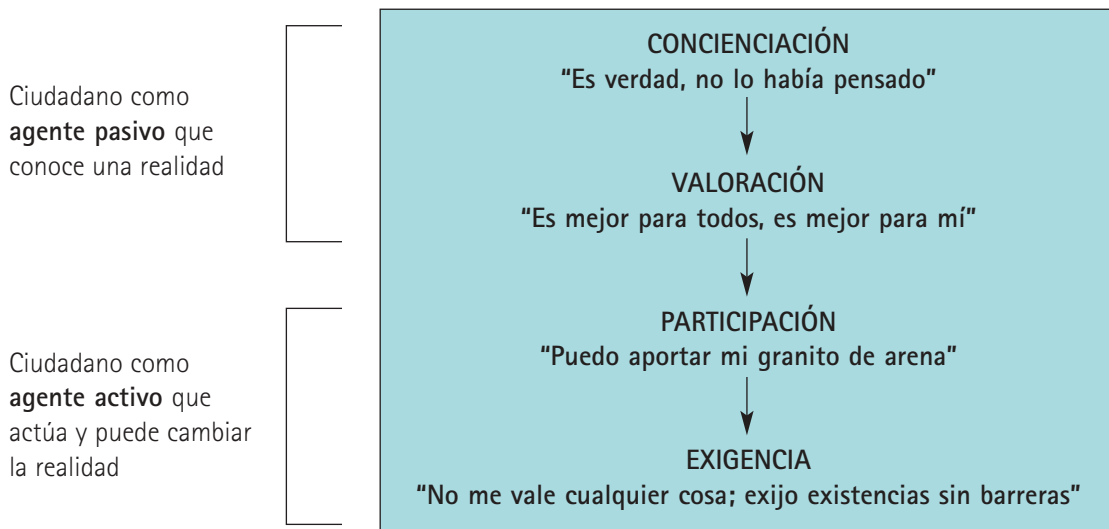 Ciudadano como
agente pasivo que
conoce una realidad
CONCIENCIACIÓN
“Es verdad, no lo había pensado”
VALORACIÓN
“Es mejor para todos, es mejor para mí”
Ciudadano como
agente activo que
actúa y puede cambiar
la realidad
PARTICIPACIÓN
“Puedo aportar mi granito de arena”
EXIGENCIA
“No me vale cualquier cosa; exijo existencias sin barreras”